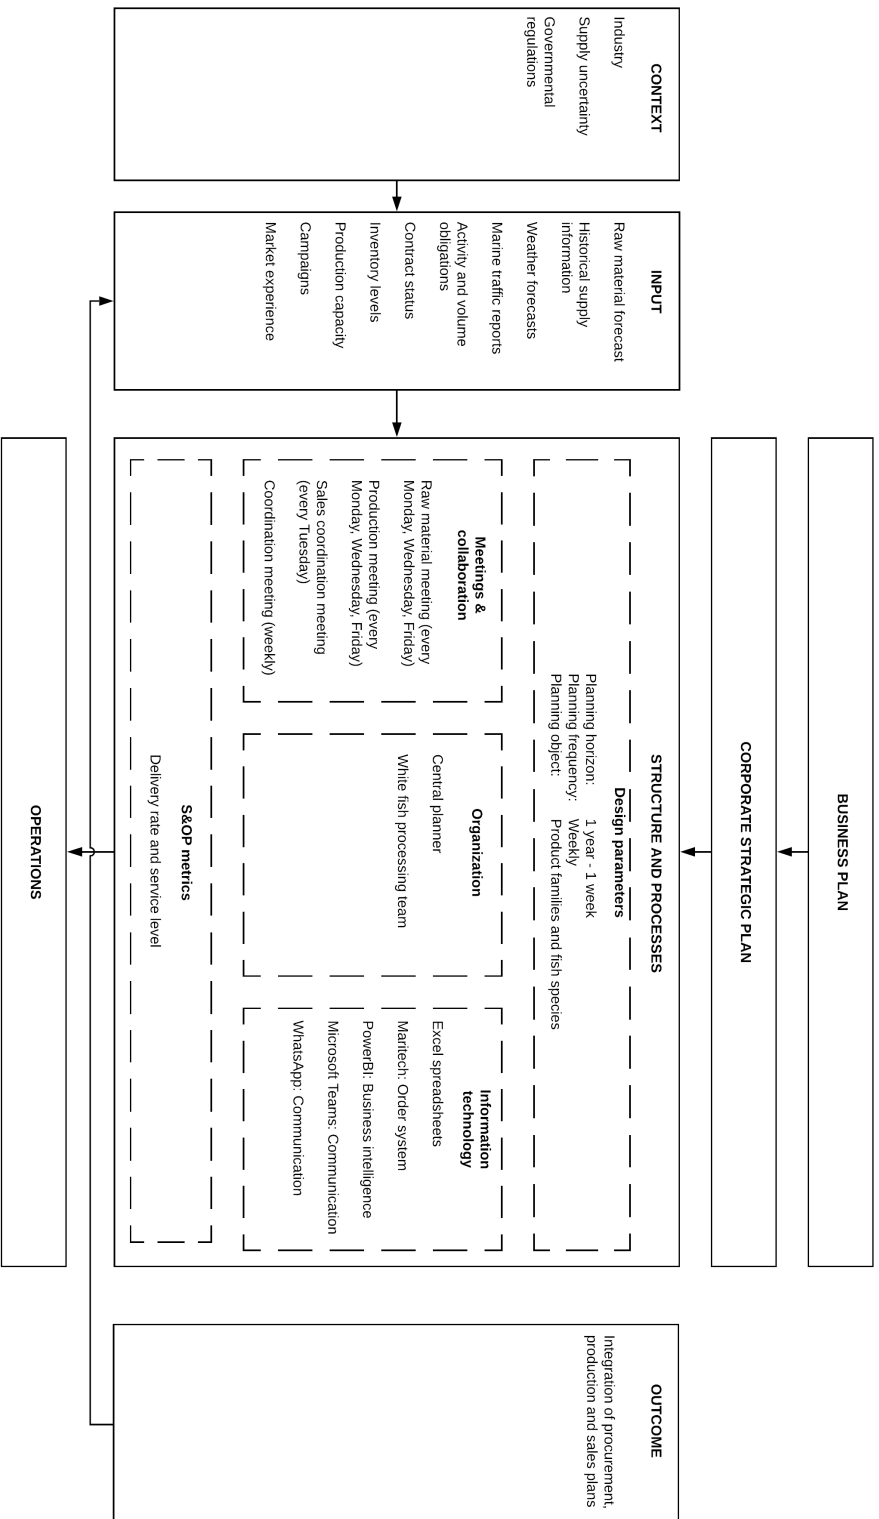 BUSINESS PLAN
CORPORATE STRATEGIC PLAN
CONTEXT
Industry
Supply uncertainty
Governmental
regulations
INPUT
Raw material forecast
Historical supply
information
Weather forecasts
Marine traffic reports
Activity and volume
obligations
Contract status
Inventory levels
Production capacity
Campaigns
Market experience
STRUCTURE AND PROCESSES
Design parameters
Planning horizon: 1 year - 1 week
Planning frequency: Weekly
Planning object: Product families and fish species
Meetings &
collaboration
Raw material meeting (every
Monday, Wednesday, Friday)
Production meeting (every
Monday, Wednesday, Friday)
Sales coordination meeting
(every Tuesday)
Coordination meeting (weekly)
Organization
Central planner
White fish processing team
Information
technology
Excel spreadsheets
Maritech: Order system
PowerBI: Business intelligence
Microsoft Teams: Communication
WhatsApp: Communication
S&OP metrics
Delivery rate and service level
OUTCOME
Integration of procurement,
production and sales plans
OPERATIONS